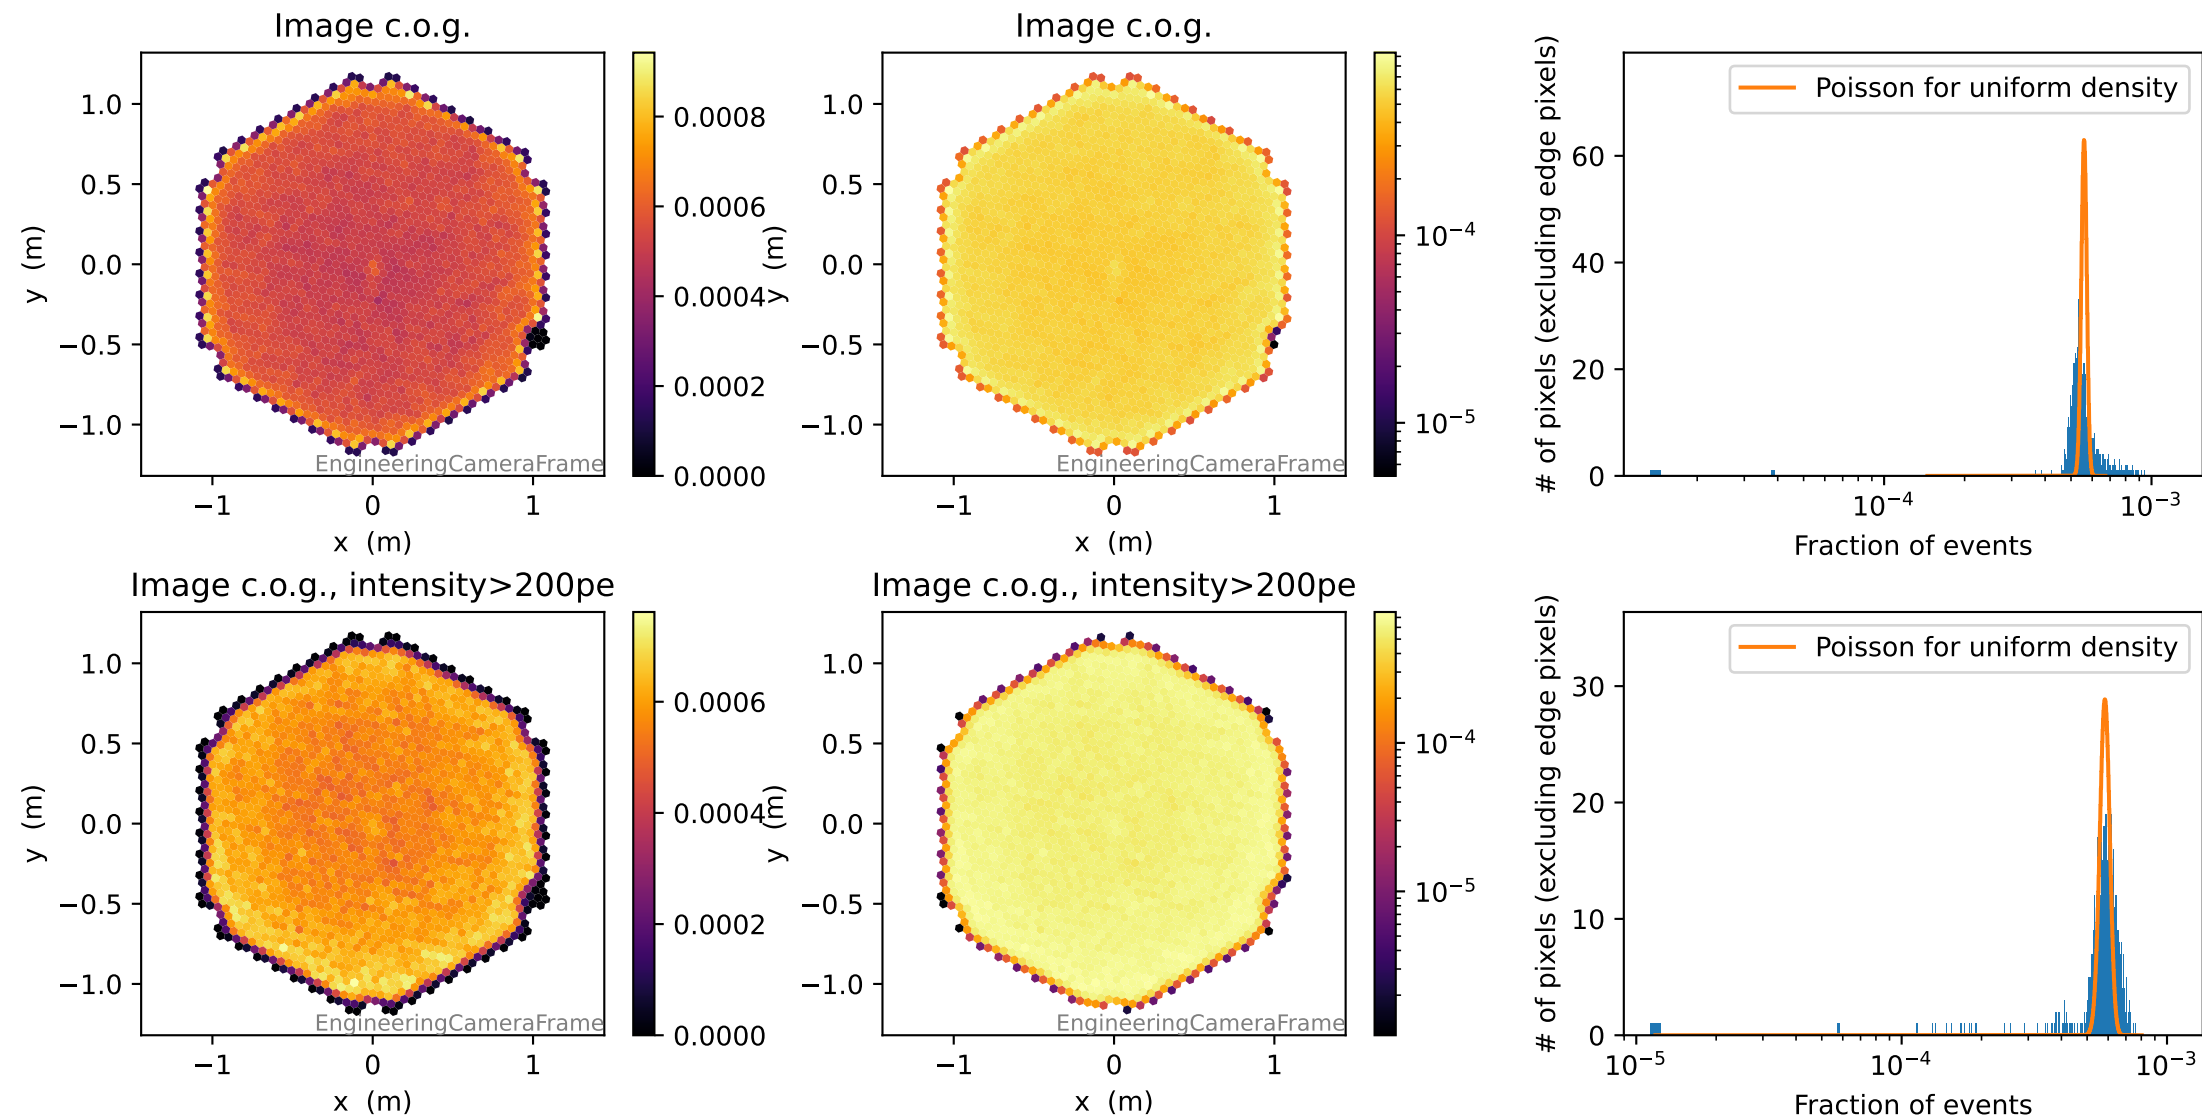 Image c.o.g.
1.0
0.5
0.0
−0.5
−1.0
y (m)
−1
0
1
x (m)
EngineeringCameraFrame
0.0008
0.0006
0.0004
0.0002
0.0000
Image c.o.g.
1.0
0.5
0.0
−0.5
−1.0
y (m)
−1
0
1
x (m)
EngineeringCameraFrame
10⁻⁴
10⁻⁵
Poisson for uniform density
# of pixels (excluding edge pixels)
60
40
20
0
10⁻⁴
10⁻³
Fraction of events
Image c.o.g., intensity>200pe
1.0
0.5
0.0
−0.5
−1.0
y (m)
−1
0
1
x (m)
EngineeringCameraFrame
0.0006
0.0004
0.0002
0.0000
Image c.o.g., intensity>200pe
1.0
0.5
0.0
−0.5
−1.0
y (m)
−1
0
1
x (m)
EngineeringCameraFrame
10⁻⁴
10⁻⁵
Poisson for uniform density
# of pixels (excluding edge pixels)
30
20
10
0
10⁻⁵
10⁻⁴
10⁻³
Fraction of events